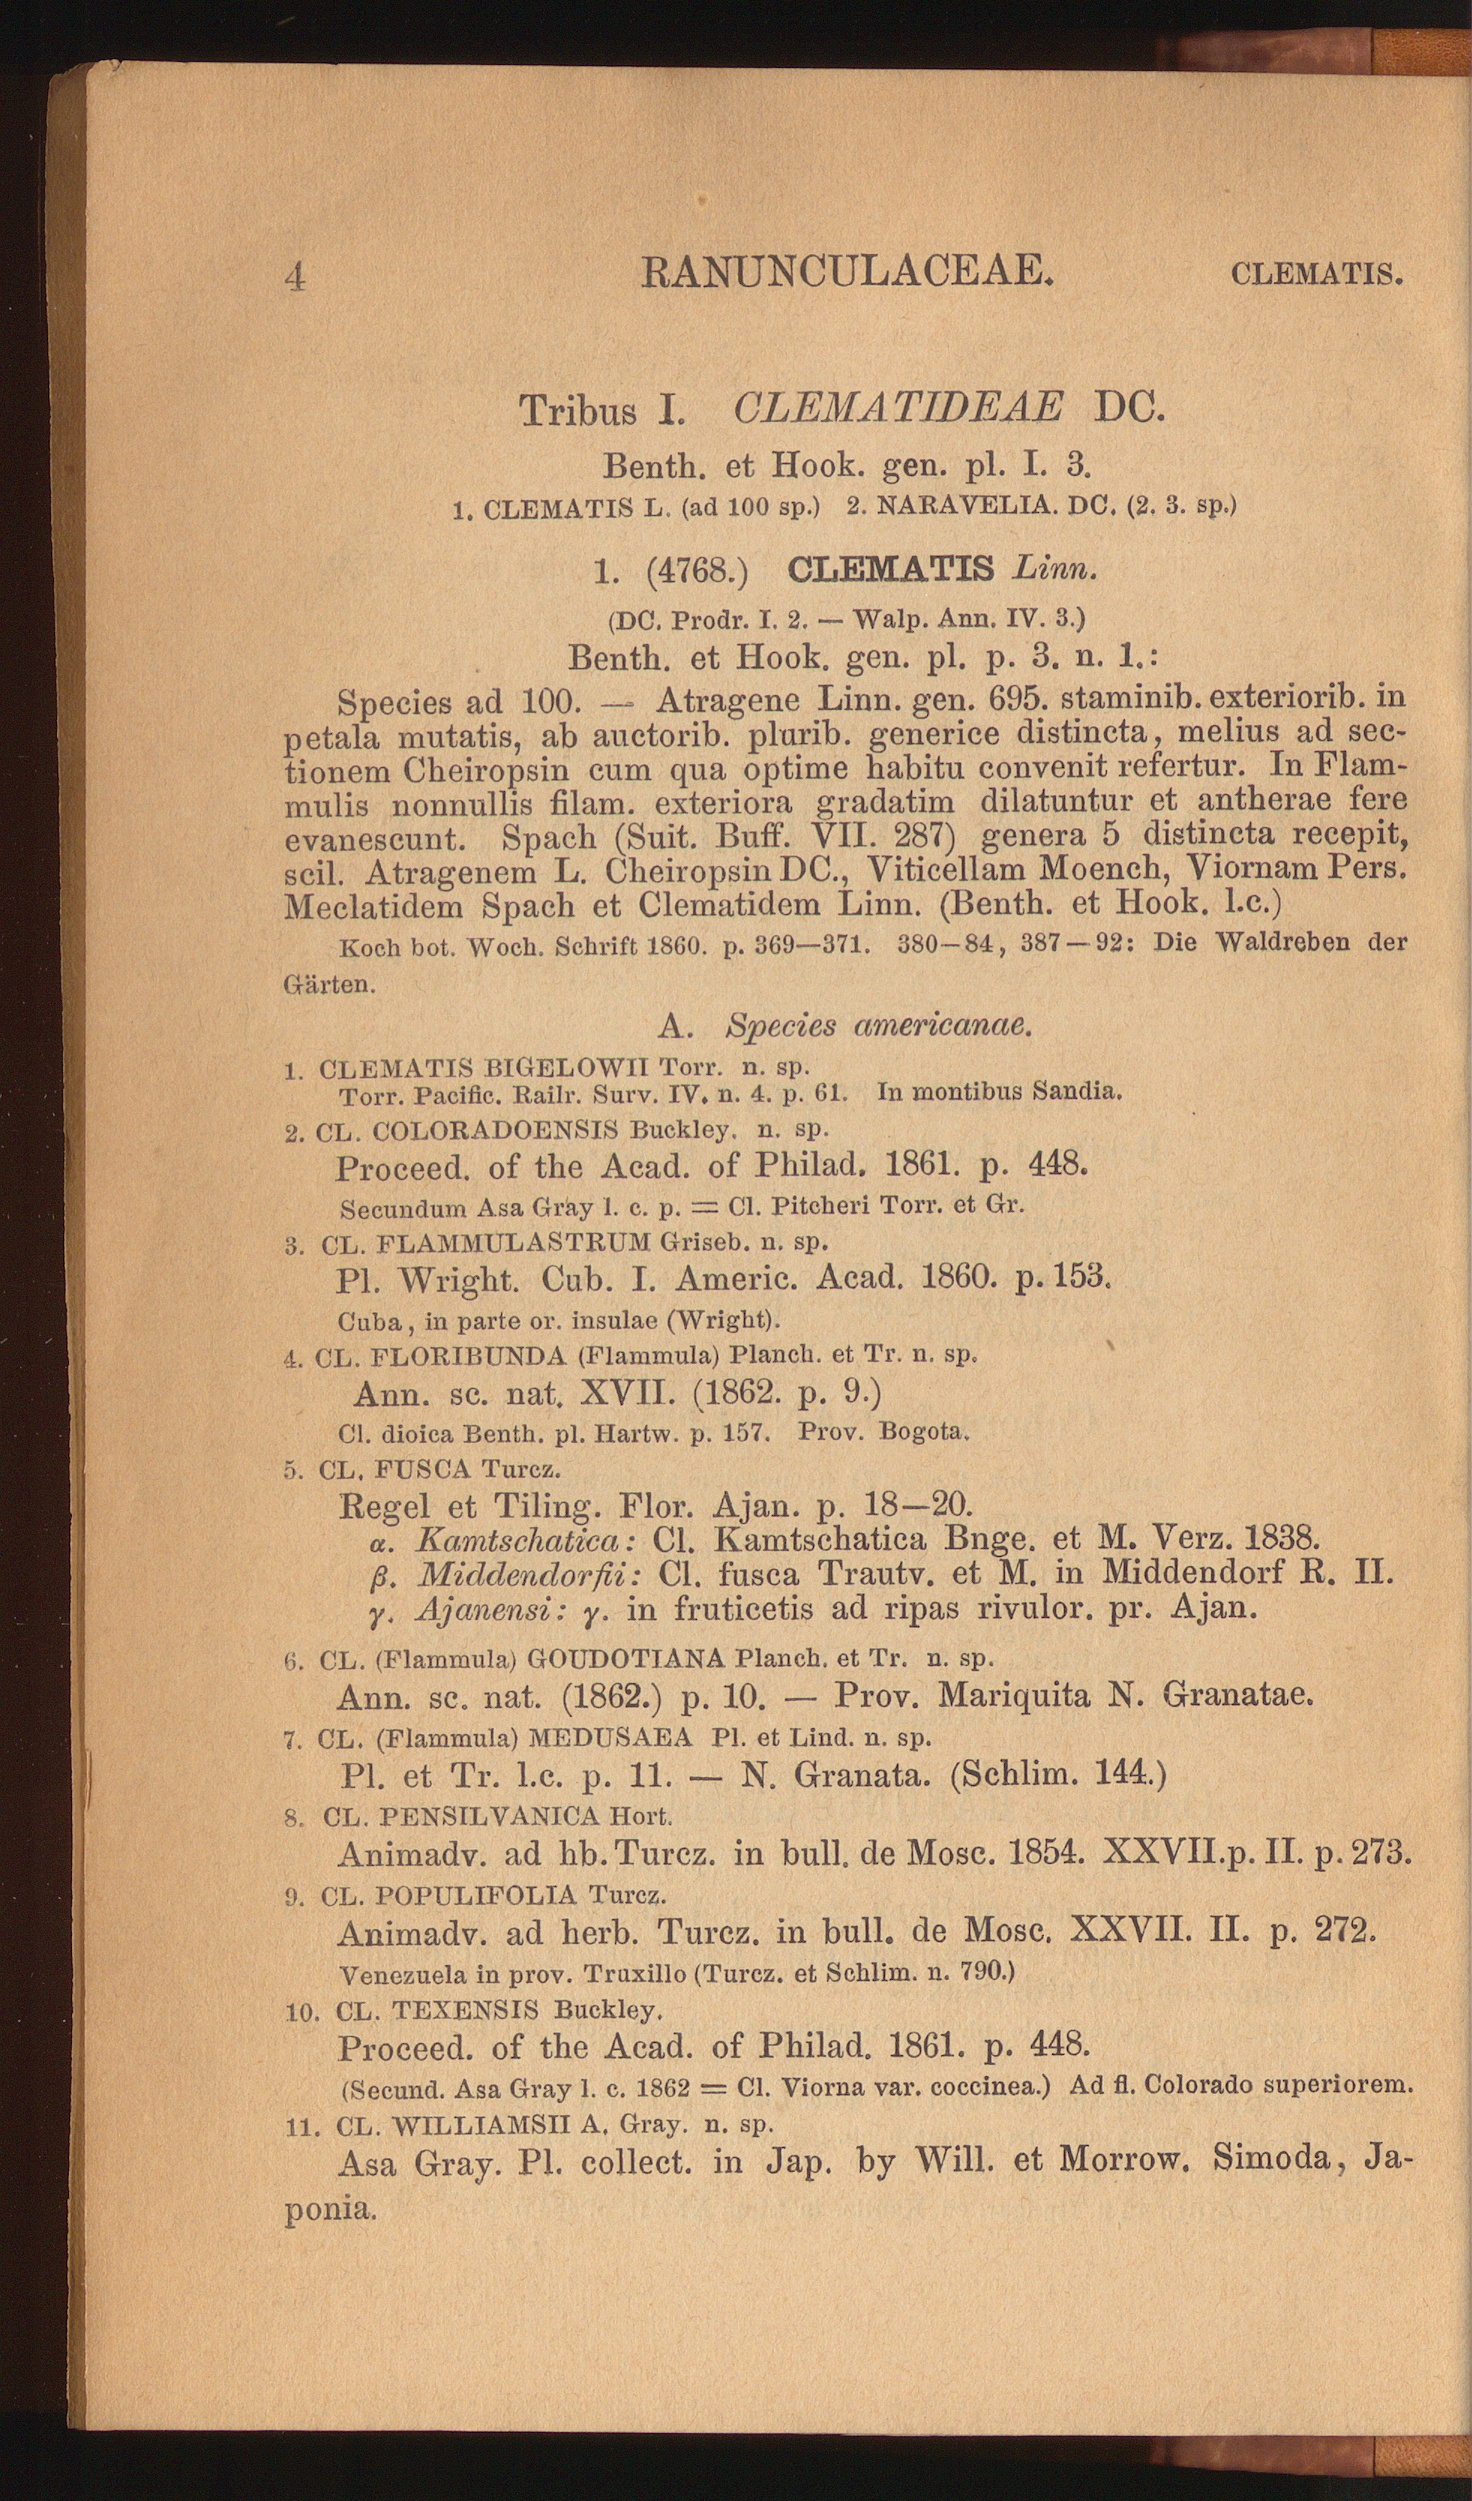 4 RANUNCULACEAE. CLEMATIS.
Tribus I. CLEMATIDEAE DC.
Benth. et Hook. gen. pl. I. 3.
1. CLEMATIS L. (ad 100 sp.) 2. NARAVELIA. DC. (2. 3. sp.)
1. (4768.) CLEMATIS Linn.
(DC. Prodr. I. 2. — Walp. Ann. IV. 3.)
Benth. et Hook. gen. pl. p. 3. n. 1.:
Species ad 100. — Atragene Linn. gen. 695. staminib. exteriorib. in
petala mutatis, ab auctorib. plurib. generice distincta, melius ad sec-
tionem Cheiropsin cum qua optime habitu convenit refertur. In Flam-
mulis nonnullis filam. exteriora gradatim dilatuntur et antherae fere
evanescunt. Spach (Suit. Buff. VII. 287) genera 5 distincta recepit,
scil. Atragenem L. Cheiropsin DC., Viticellam Moench, Viornam Pers.
Meclatidem Spach et Clematidem Linn. (Benth. et Hook. l.c.)
Koch bot. Woch. Schrift 1860. p. 369—371. 380—84, 387—92: Die Waldreben der
Gärten.
A. Species americanae.
1. CLEMATIS BIGELOWII Torr. n. sp.
Torr. Pacific. Railr. Surv. IV. n. 4. p. 61. In montibus Sandia.
2. CL. COLORADOENSIS Buckley. n. sp.
Proceed. of the Acad. of Philad. 1861. p. 448.
Secundum Asa Gray l. c. p. = Cl. Pitcheri Torr. et Gr.
3. CL. FLAMMULASTRUM Griseb. n. sp.
Pl. Wright. Cub. I. Americ. Acad. 1860. p. 153.
Cuba, in parte or. insulae (Wright).
4. CL. FLORIBUNDA (Flammula) Planch. et Tr. n. sp.
Ann. sc. nat. XVII. (1862. p. 9.)
Cl. dioica Benth. pl. Hartw. p. 157. Prov. Bogota.
5. CL. FUSCA Turcz.
Regel et Tiling. Flor. Ajan. p. 18—20.
α. Kamtschatica: Cl. Kamtschatica Bnge. et M. Verz. 1838.
β. Middendorfii: Cl. fusca Trautv. et M. in Middendorf R. II.
γ. Ajanensi: γ. in fruticetis ad ripas rivulor. pr. Ajan.
6. CL. (Flammula) GOUDOTIANA Planch. et Tr. n. sp.
Ann. sc. nat. (1862.) p. 10. — Prov. Mariquita N. Granatae.
7. CL. (Flammula) MEDUSAEA Pl. et Lind. n. sp.
Pl. et Tr. l.c. p. 11. — N. Granata. (Schlim. 144.)
8. CL. PENSILVANICA Hort.
Animadv. ad hb. Turcz. in bull. de Mosc. 1854. XXVII.p. II. p. 273.
9. CL. POPULIFOLIA Turcz.
Animadv. ad herb. Turcz. in bull. de Mosc. XXVII. II. p. 272.
Venezuela in prov. Truxillo (Turcz. et Schlim. n. 790.)
10. CL. TEXENSIS Buckley.
Proceed. of the Acad. of Philad. 1861. p. 448.
(Secund. Asa Gray l. c. 1862 = Cl. Viorna var. coccinea.) Ad fl. Colorado superiorem.
11. CL. WILLIAMSII A. Gray. n. sp.
Asa Gray. Pl. collect. in Jap. by Will. et Morrow. Simoda, Ja-
ponia.